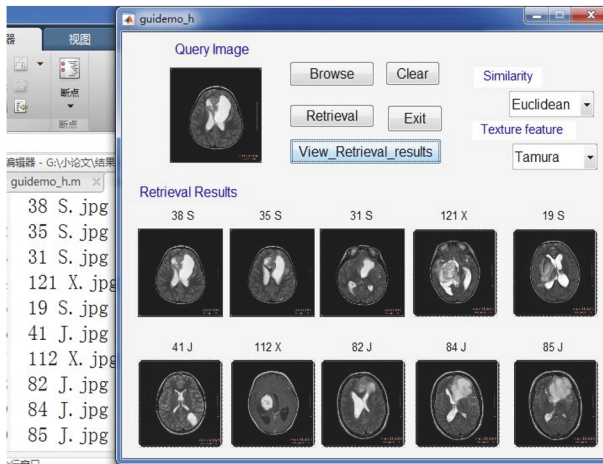 器
视图
断点
断点
编辑器 - G:\小论文\结果
guidemo_h.m
38 S.jpg
35 S.jpg
31 S.jpg
121 X.jpg
19 S.jpg
41 J.jpg
112 X.jpg
82 J.jpg
84 J.jpg
85 J.jpg
guidemo_h
Query Image
Browse
Clear
Similarity
Retrieval
Exit
Euclidean
Texture feature
View_Retrieval_results
Tamura
Retrieval Results
38 S
35 S
31 S
121 X
19 S
41 J
112 X
82 J
84 J
85 J